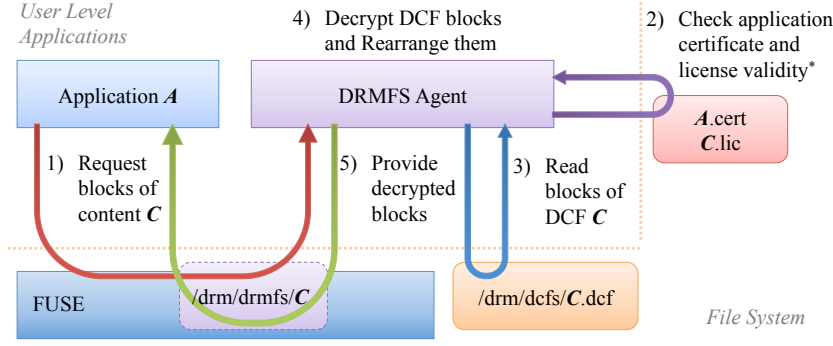 User Level
Applications
4) Decrypt DCF blocks
and Rearrange them
2) Check application
certificate and
license validity*
Application A
DRMFS Agent
A.cert
C.lic
1) Request
blocks of
content C
5) Provide
decrypted
blocks
3) Read
blocks of
DCF C
FUSE
/drm/drmfs/C
/drm/dcfs/C.dcf
File System